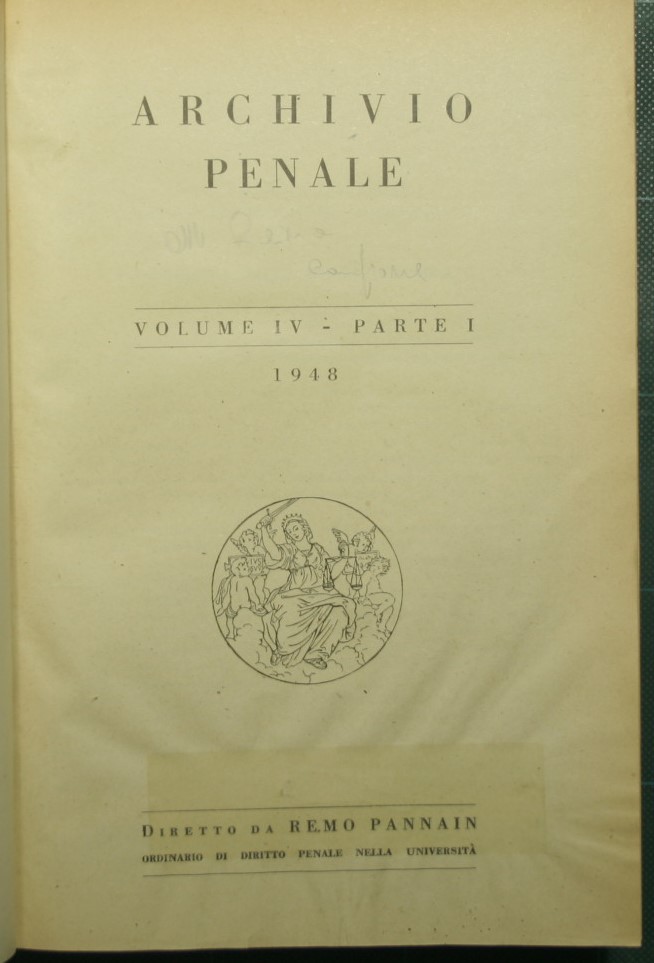 ARCHIVIO
PENALE
VOLUME IV - PARTE I
1948
DIRETTO DA REMO PANNAIN
ORDINARIO DI DIRITTO PENALE NELLA UNIVERSITÀ